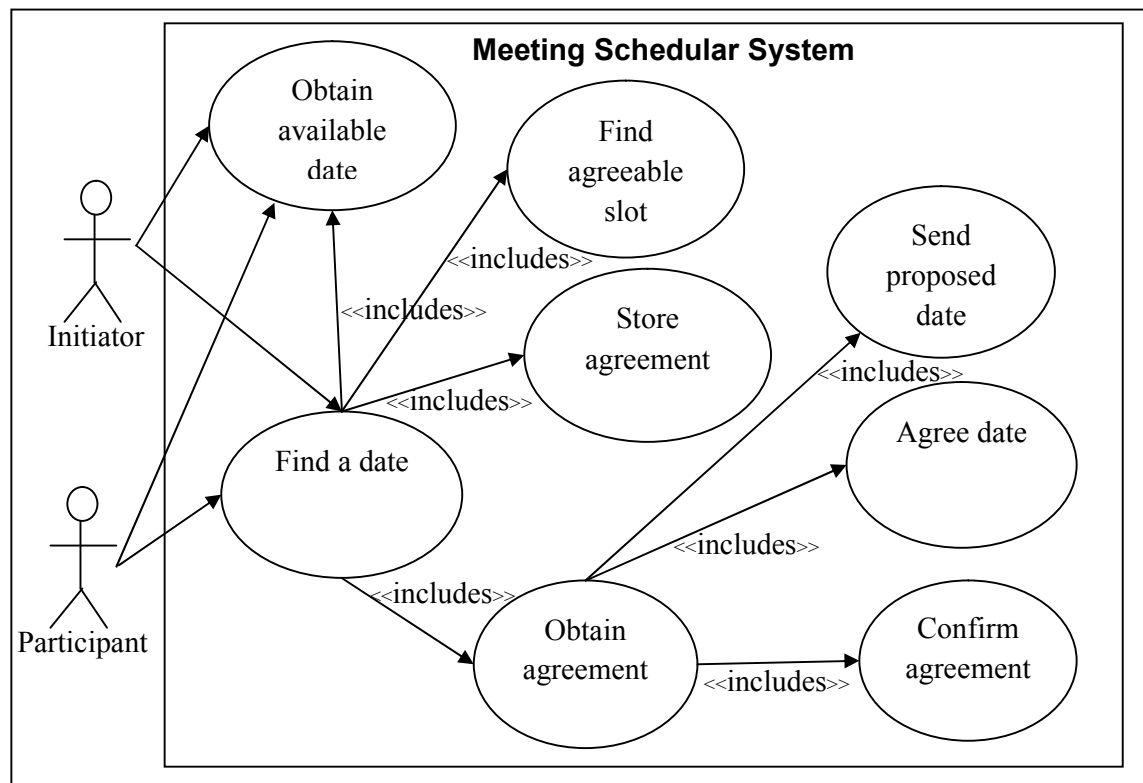 Meeting Schedular System
Obtain
available
date
Find
agreeable
slot
Send
proposed
date
<<includes>>
<<includes>>
Initiator
Store
agreement
<<includes>>
<<includes>>
Find a date
Agree date
<<includes>>
<<includes>>
Participant
Obtain
agreement
Confirm
agreement
<<includes>>